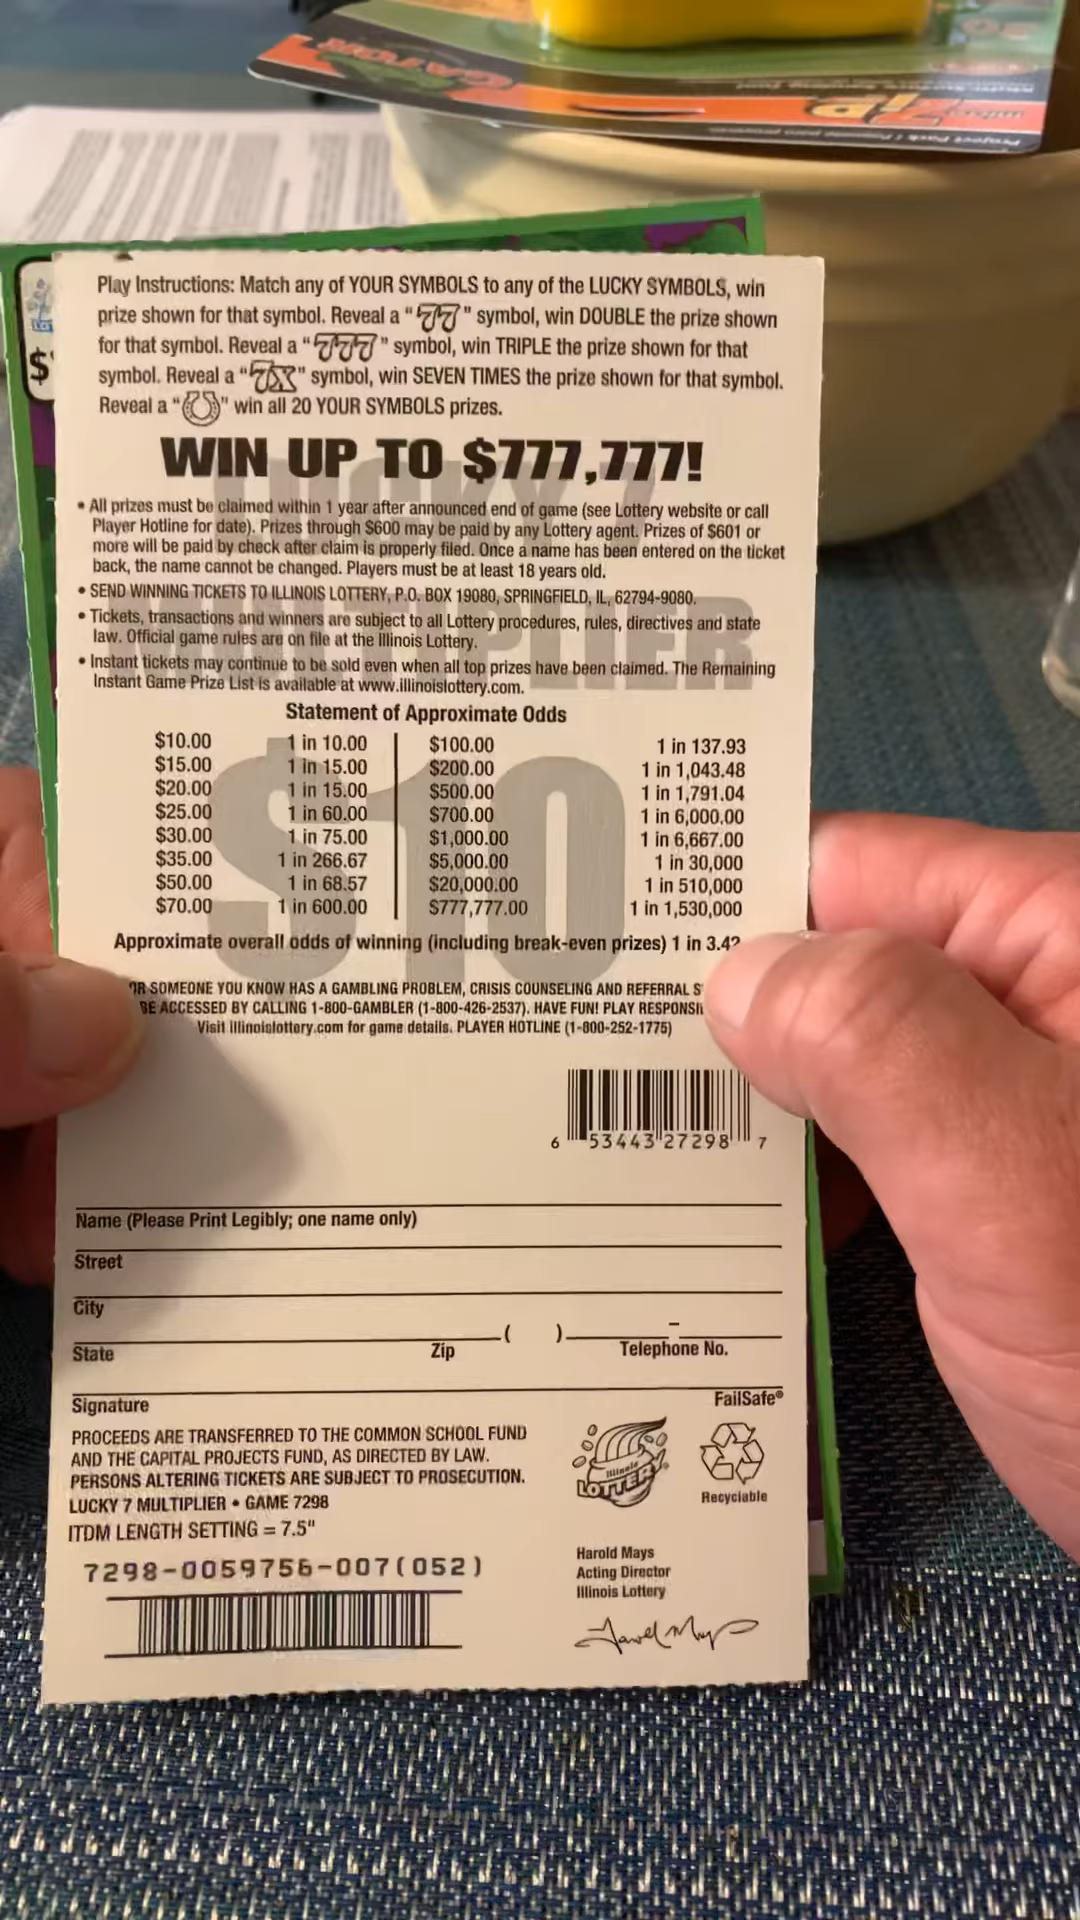 GATOR
ZiP
micro
$
Play Instructions: Match any of YOUR SYMBOLS to any of the LUCKY SYMBOLS, win
prize shown for that symbol. Reveal a "77" symbol, win DOUBLE the prize shown
for that symbol. Reveal a "777" symbol, win TRIPLE the prize shown for that
symbol. Reveal a "7X" symbol, win SEVEN TIMES the prize shown for that symbol.
Reveal a " " win all 20 YOUR SYMBOLS prizes.
WIN UP TO $777,777!
LUCKY 7
MULTIPLIER
$10
• All prizes must be claimed within 1 year after announced end of game (see Lottery website or call
Player Hotline for date). Prizes through $600 may be paid by any Lottery agent. Prizes of $601 or
more will be paid by check after claim is properly filed. Once a name has been entered on the ticket
back, the name cannot be changed. Players must be at least 18 years old.
• SEND WINNING TICKETS TO ILLINOIS LOTTERY, P.O. BOX 19080, SPRINGFIELD, IL, 62794-9080.
• Tickets, transactions and winners are subject to all Lottery procedures, rules, directives and state
law. Official game rules are on file at the Illinois Lottery.
• Instant tickets may continue to be sold even when all top prizes have been claimed. The Remaining
Instant Game Prize List is available at www.illinoislottery.com.
Statement of Approximate Odds
$10.00 1 in 10.00 $100.00 1 in 137.93
$15.00 1 in 15.00 $200.00 1 in 1,043.48
$20.00 1 in 15.00 $500.00 1 in 1,791.04
$25.00 1 in 60.00 $700.00 1 in 6,000.00
$30.00 1 in 75.00 $1,000.00 1 in 6,667.00
$35.00 1 in 266.67 $5,000.00 1 in 30,000
$50.00 1 in 68.57 $20,000.00 1 in 510,000
$70.00 1 in 600.00 $777,777.00 1 in 1,530,000
Approximate overall odds of winning (including break-even prizes) 1 in 3.42
OR SOMEONE YOU KNOW HAS A GAMBLING PROBLEM, CRISIS COUNSELING AND REFERRAL S
BE ACCESSED BY CALLING 1-800-GAMBLER (1-800-426-2537). HAVE FUN! PLAY RESPONSI
Visit illinoislottery.com for game details. PLAYER HOTLINE (1-800-252-1775)
6 53443 27298 7
Name (Please Print Legibly; one name only)
Street
City
( ) -
State Zip Telephone No.
Signature FailSafe®
PROCEEDS ARE TRANSFERRED TO THE COMMON SCHOOL FUND
AND THE CAPITAL PROJECTS FUND, AS DIRECTED BY LAW.
PERSONS ALTERING TICKETS ARE SUBJECT TO PROSECUTION.
LUCKY 7 MULTIPLIER • GAME 7298
ITDM LENGTH SETTING = 7.5"
Illinois
LOTTERY®
Recyclable
7298-0059756-007(052)
Harold Mays
Acting Director
Illinois Lottery